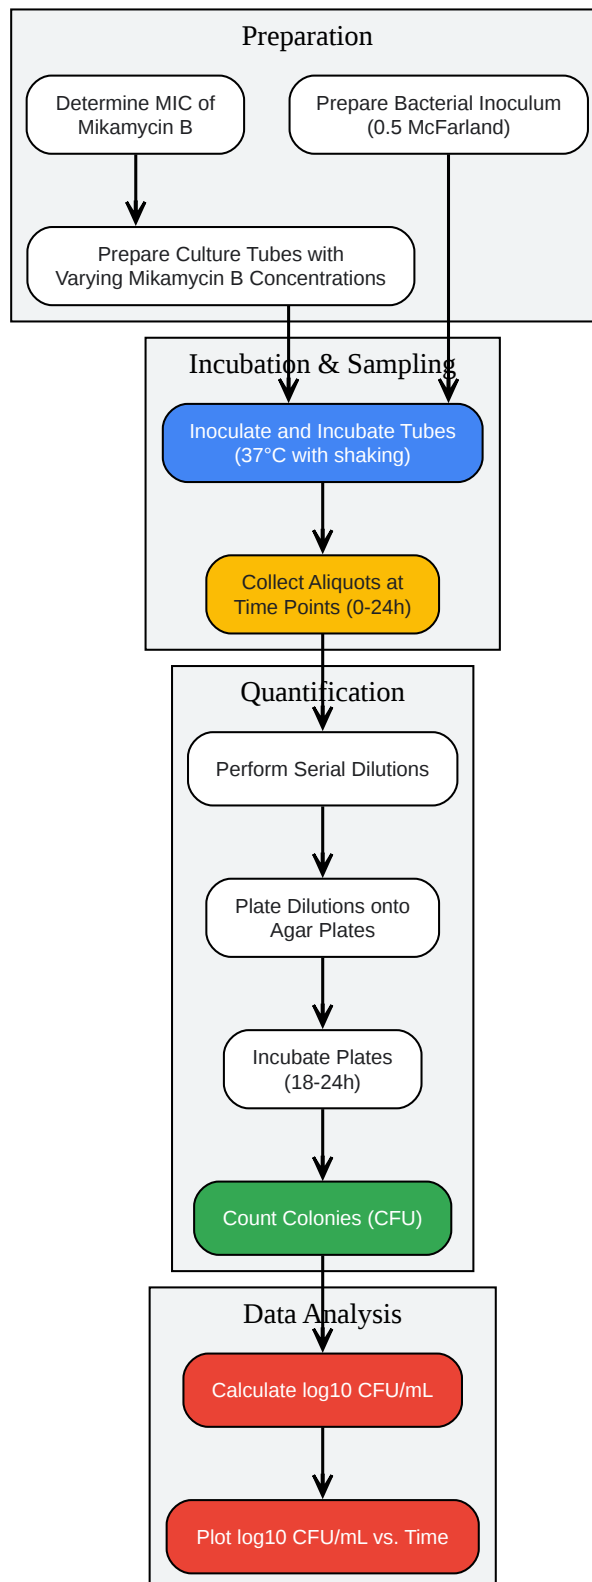 Preparation
Determine MIC of
Mikamycin B
Prepare Bacterial Inoculum
(0.5 McFarland)
Prepare Culture Tubes with
Varying Mikamycin B Concentrations
Incubation & Sampling
Inoculate and Incubate Tubes
(37°C with shaking)
Collect Aliquots at
Time Points (0-24h)
Quantification
Perform Serial Dilutions
Plate Dilutions onto
Agar Plates
Incubate Plates
(18-24h)
Count Colonies (CFU)
Data Analysis
Calculate log10 CFU/mL
Plot log10 CFU/mL vs. Time